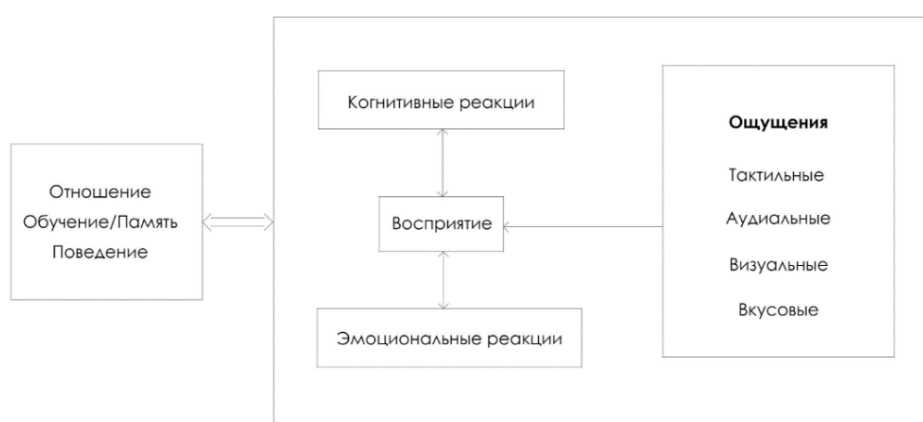 Отношение
Обучение/Память
Поведение
Когнитивные реакции
Восприятие
Эмоциональные реакции
Ощущения
Тактильные
Аудиальные
Визуальные
Вкусовые